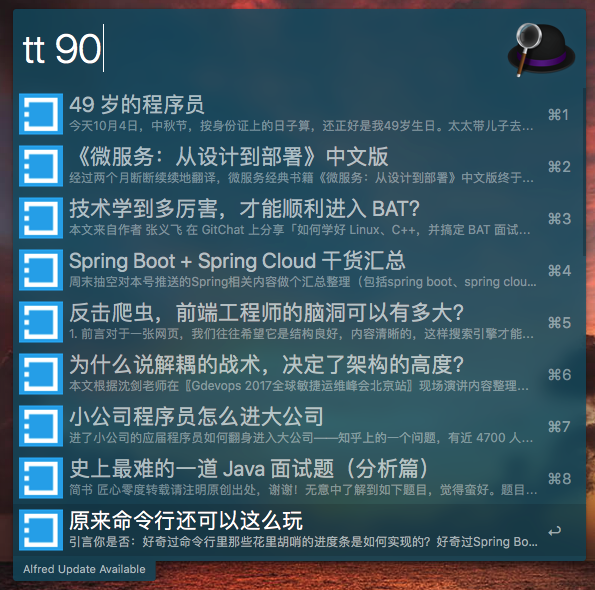 tt 90
49 岁的程序员
今天10月4日，中秋节，按身份证上的日子算，还正好是我49岁生日。太太带儿子去...
⌘1
《微服务：从设计到部署》中文版
经过两个月断断续续地翻译，微服务经典书籍《微服务：从设计到部署》中文版终于...
⌘2
技术学到多厉害，才能顺利进入 BAT？
本文来自作者 张义飞 在 GitChat 上分享「如何学好 Linux、C++，并搞定 BAT 面试...
⌘3
Spring Boot + Spring Cloud 干货汇总
周末抽空对本号推送的Spring相关内容做个汇总整理（包括spring boot、spring clou...
⌘4
反击爬虫，前端工程师的脑洞可以有多大？
1. 前言对于一张网页，我们往往希望它是结构良好，内容清晰的，这样搜索引擎才能...
⌘5
为什么说解耦的战术，决定了架构的高度？
本文根据沈剑老师在〖Gdevops 2017全球敏捷运维峰会北京站〗现场演讲内容整理...
⌘6
小公司程序员怎么进大公司
进了小公司的应届程序员如何翻身进入大公司——知乎上的一个问题，有近 4700 人...
⌘7
史上最难的一道 Java 面试题（分析篇）
简书 匠心零度转载请注明原创出处，谢谢！无意中了解到如下题目，觉得蛮好。题目...
⌘8
原来命令行还可以这么玩
引言你是否：好奇过命令行里那些花里胡哨的进度条是如何实现的？好奇过Spring Bo...
↩
Alfred Update Available